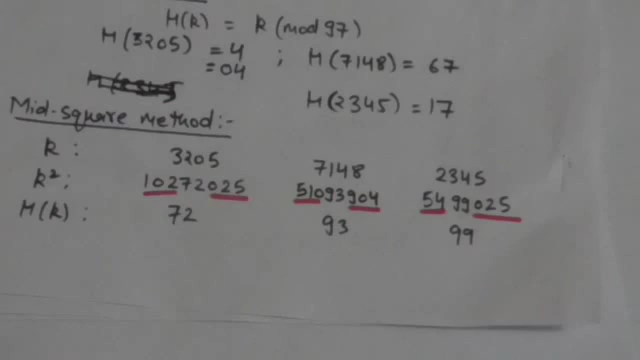 H(k) = k (mod 97)
H(3205) = 4 ; H(7148) = 67
= 04
H(2345) = 17
Mid-square method:-
k : 3205 7148 2345
k²: 10272025 51093904 5499025
H(k) : 72 93 99